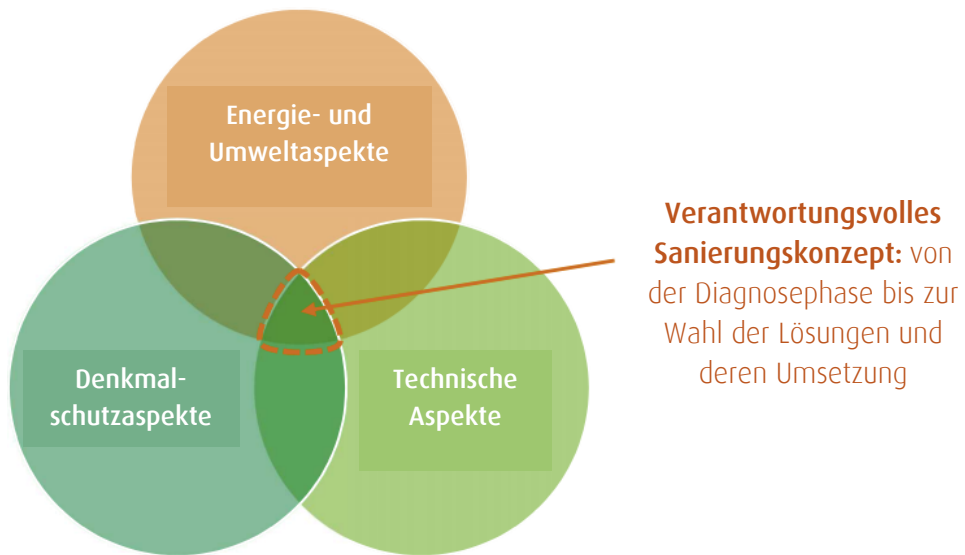 Energie- und
Umweltaspekte
Verantwortungsvolles
Sanierungskonzept: von
der Diagnosephase bis zur
Wahl der Lösungen und
deren Umsetzung
Denkmal-
schutzaspekte
Technische
Aspekte